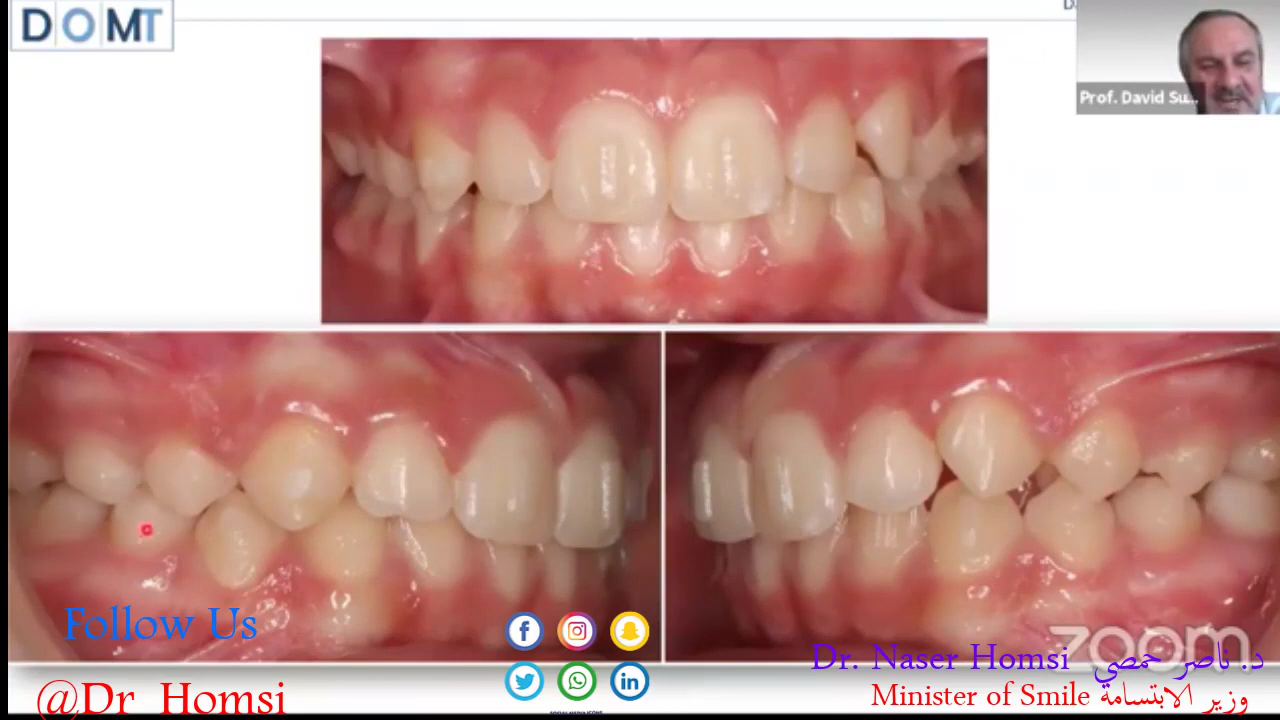 DOMT
D
Prof. David Su...
Follow Us
@Dr_Homsi
zoom
Dr. Naser Homsi د. ناصر حمصي
Minister of Smile وزير الابتسامة